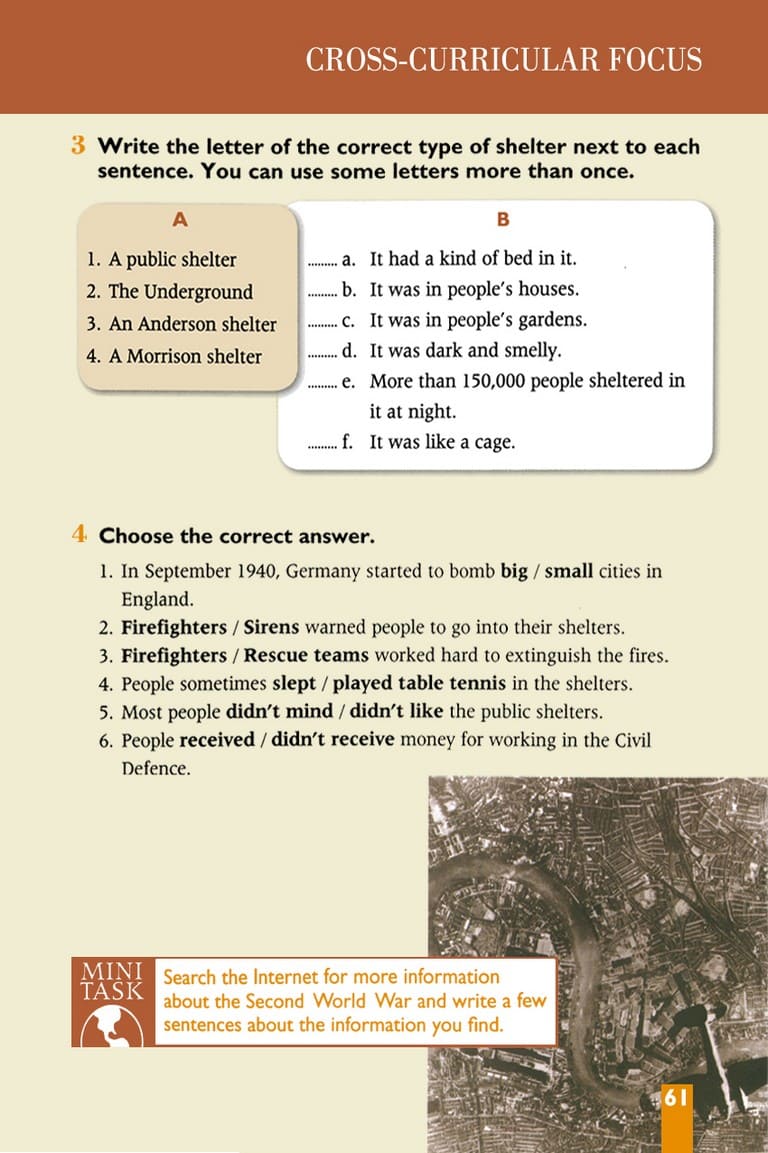 CROSS-CURRICULAR FOCUS
3 Write the letter of the correct type of shelter next to each
sentence. You can use some letters more than once.
A
1. A public shelter
2. The Underground
3. An Anderson shelter
4. A Morrison shelter
B
......... a. It had a kind of bed in it.
......... b. It was in people's houses.
......... c. It was in people's gardens.
......... d. It was dark and smelly.
......... e. More than 150,000 people sheltered in
it at night.
......... f. It was like a cage.
4 Choose the correct answer.
1. In September 1940, Germany started to bomb big / small cities in
England.
2. Firefighters / Sirens warned people to go into their shelters.
3. Firefighters / Rescue teams worked hard to extinguish the fires.
4. People sometimes slept / played table tennis in the shelters.
5. Most people didn't mind / didn't like the public shelters.
6. People received / didn't receive money for working in the Civil
Defence.
MINI
TASK
Search the Internet for more information
about the Second World War and write a few
sentences about the information you find.
61